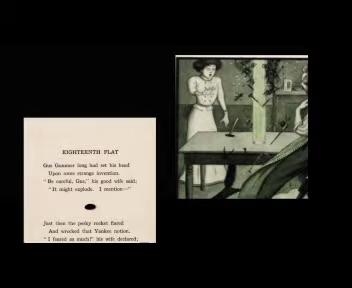 EIGHTEENTH FLAT
Gus Gummer long had set his hand
Upon some strange invention.
"Be careful, Gus," his good wife said;
"It might explode. I mention—"
Just then the pesky rocket flared
And wrecked that Yankee notion.
"I feared as much!" his wife declared;